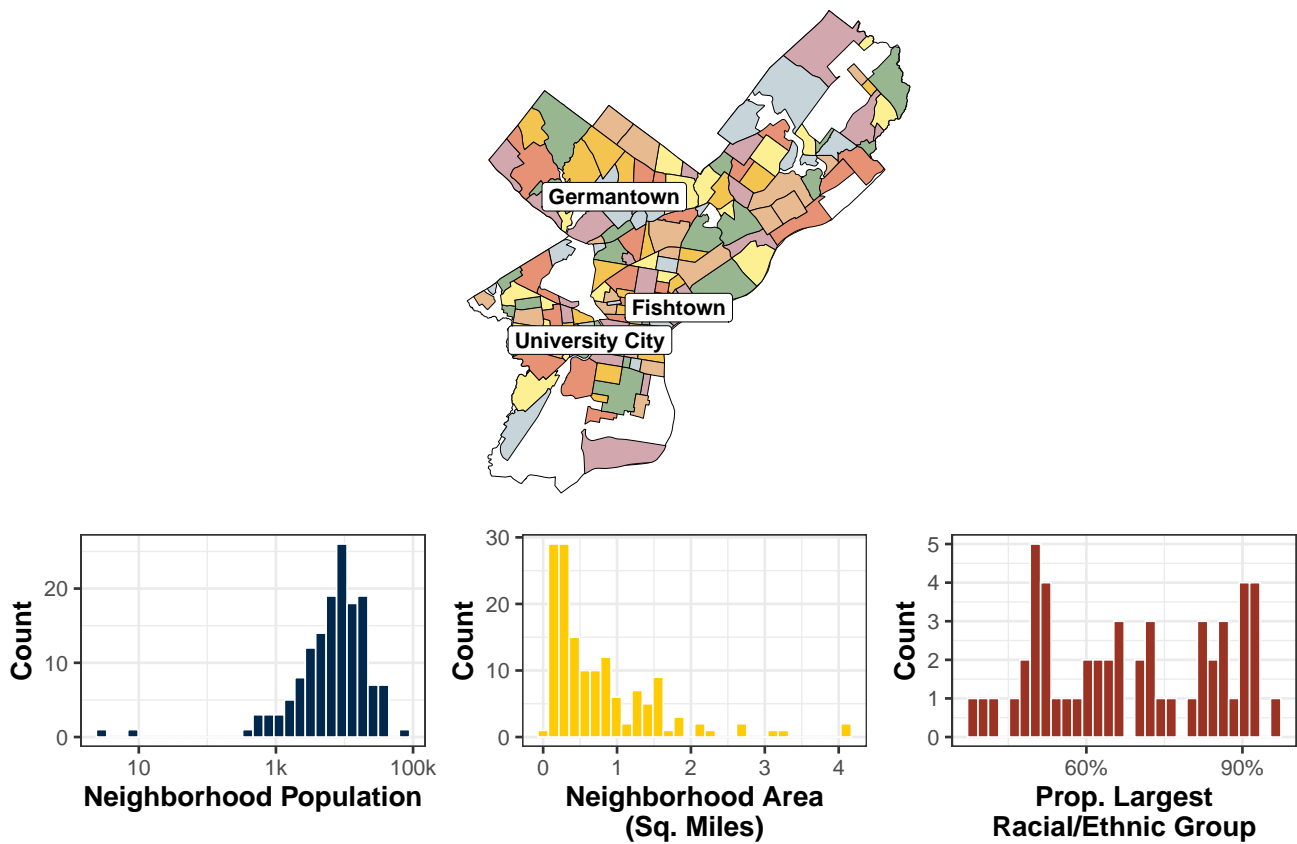 Germantown
Fishtown
University City
Count
20
10
0
10
1k
100k
Neighborhood Population
Count
30
20
10
0
0
1
2
3
4
Neighborhood Area
(Sq. Miles)
Count
5
4
3
2
1
0
60%
90%
Prop. Largest
Racial/Ethnic Group